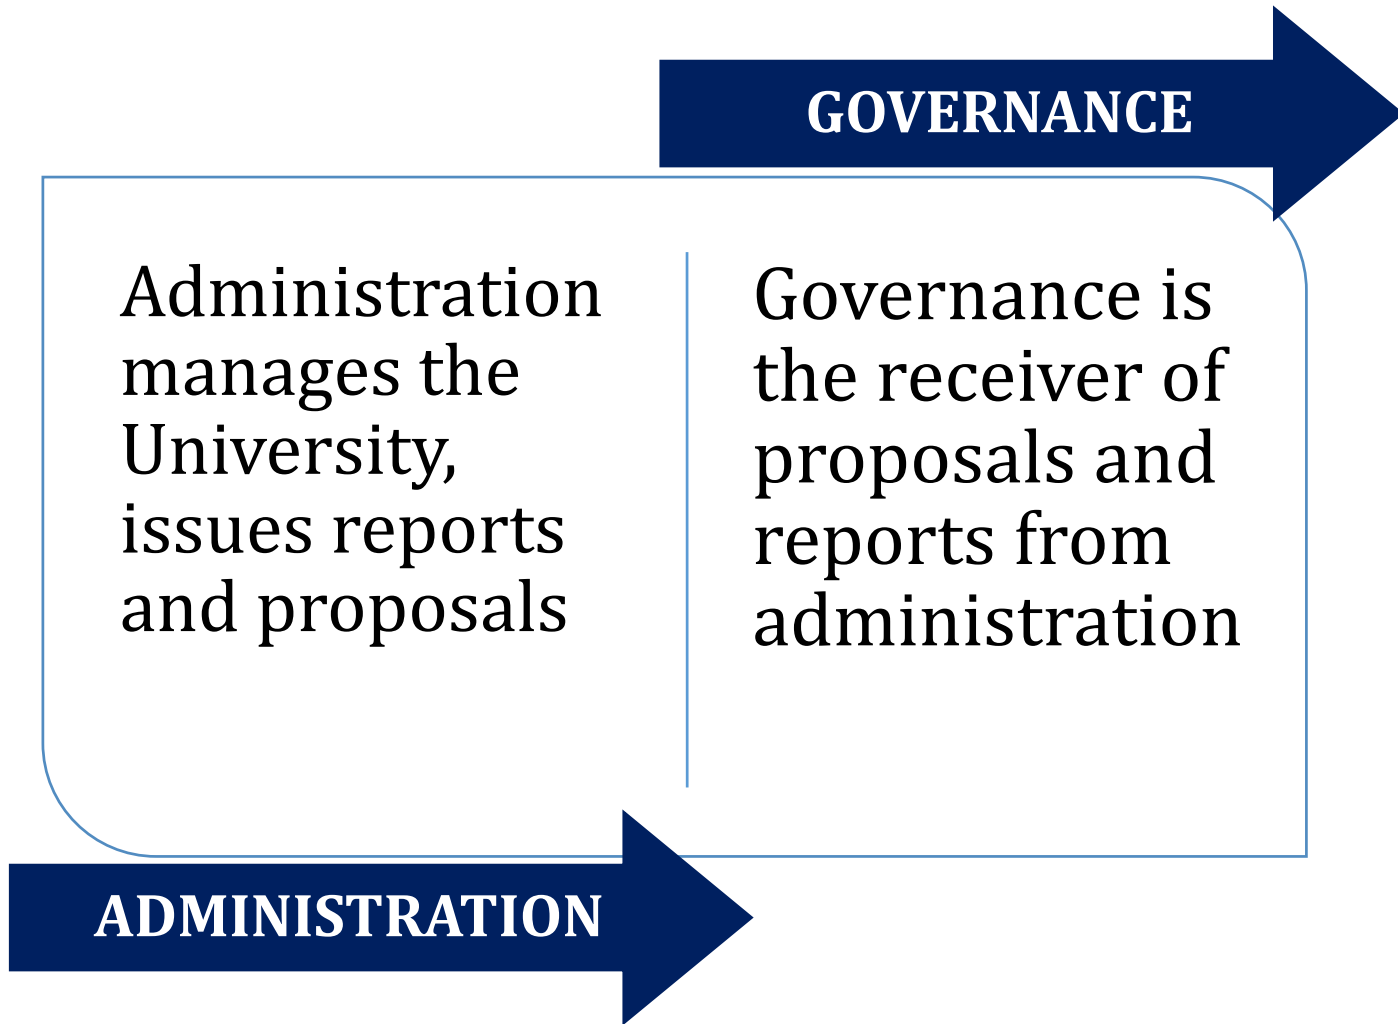 GOVERNANCE
Administration
manages the
University,
issues reports
and proposals
Governance is
the receiver of
proposals and
reports from
administration
ADMINISTRATION